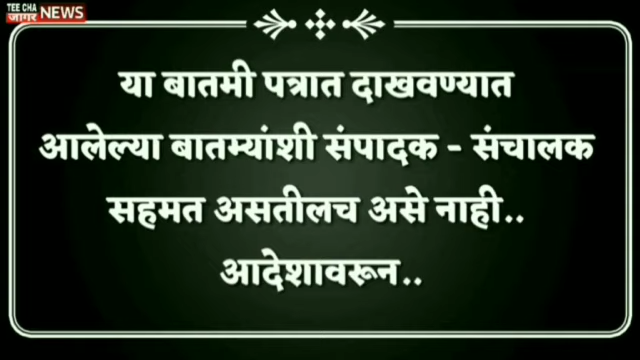 TEE CHA
जागर NEWS
या बातमी पत्रात दाखवण्यात
आलेल्या बातम्यांशी संपादक - संचालक
सहमत असतीलच असे नाही..
आदेशावरून..